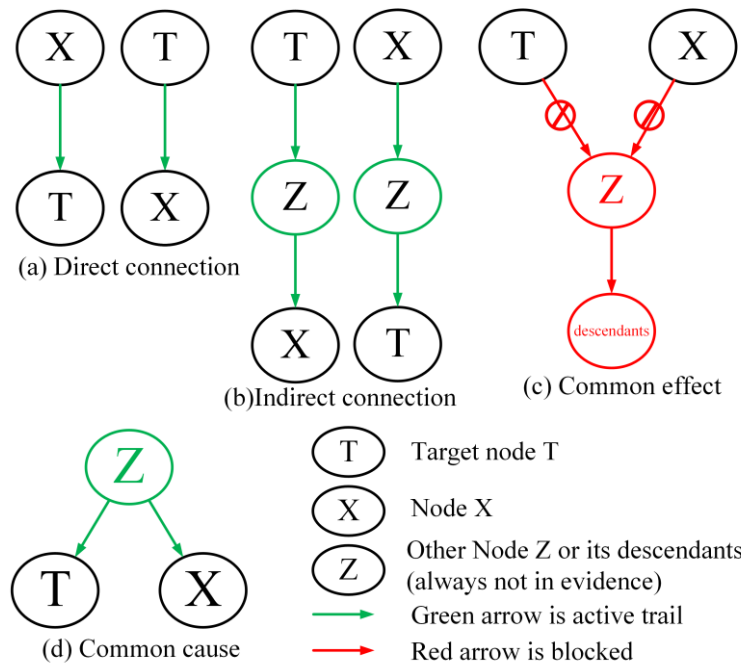 X T T X T X
T X Z Z Z
(a) Direct connection
X T descendants
(b)Indirect connection (c) Common effect
Z
T Target node T
X Node X
T X Z Other Node Z or its descendants
(always not in evidence)
Green arrow is active trail
(d) Common cause Red arrow is blocked